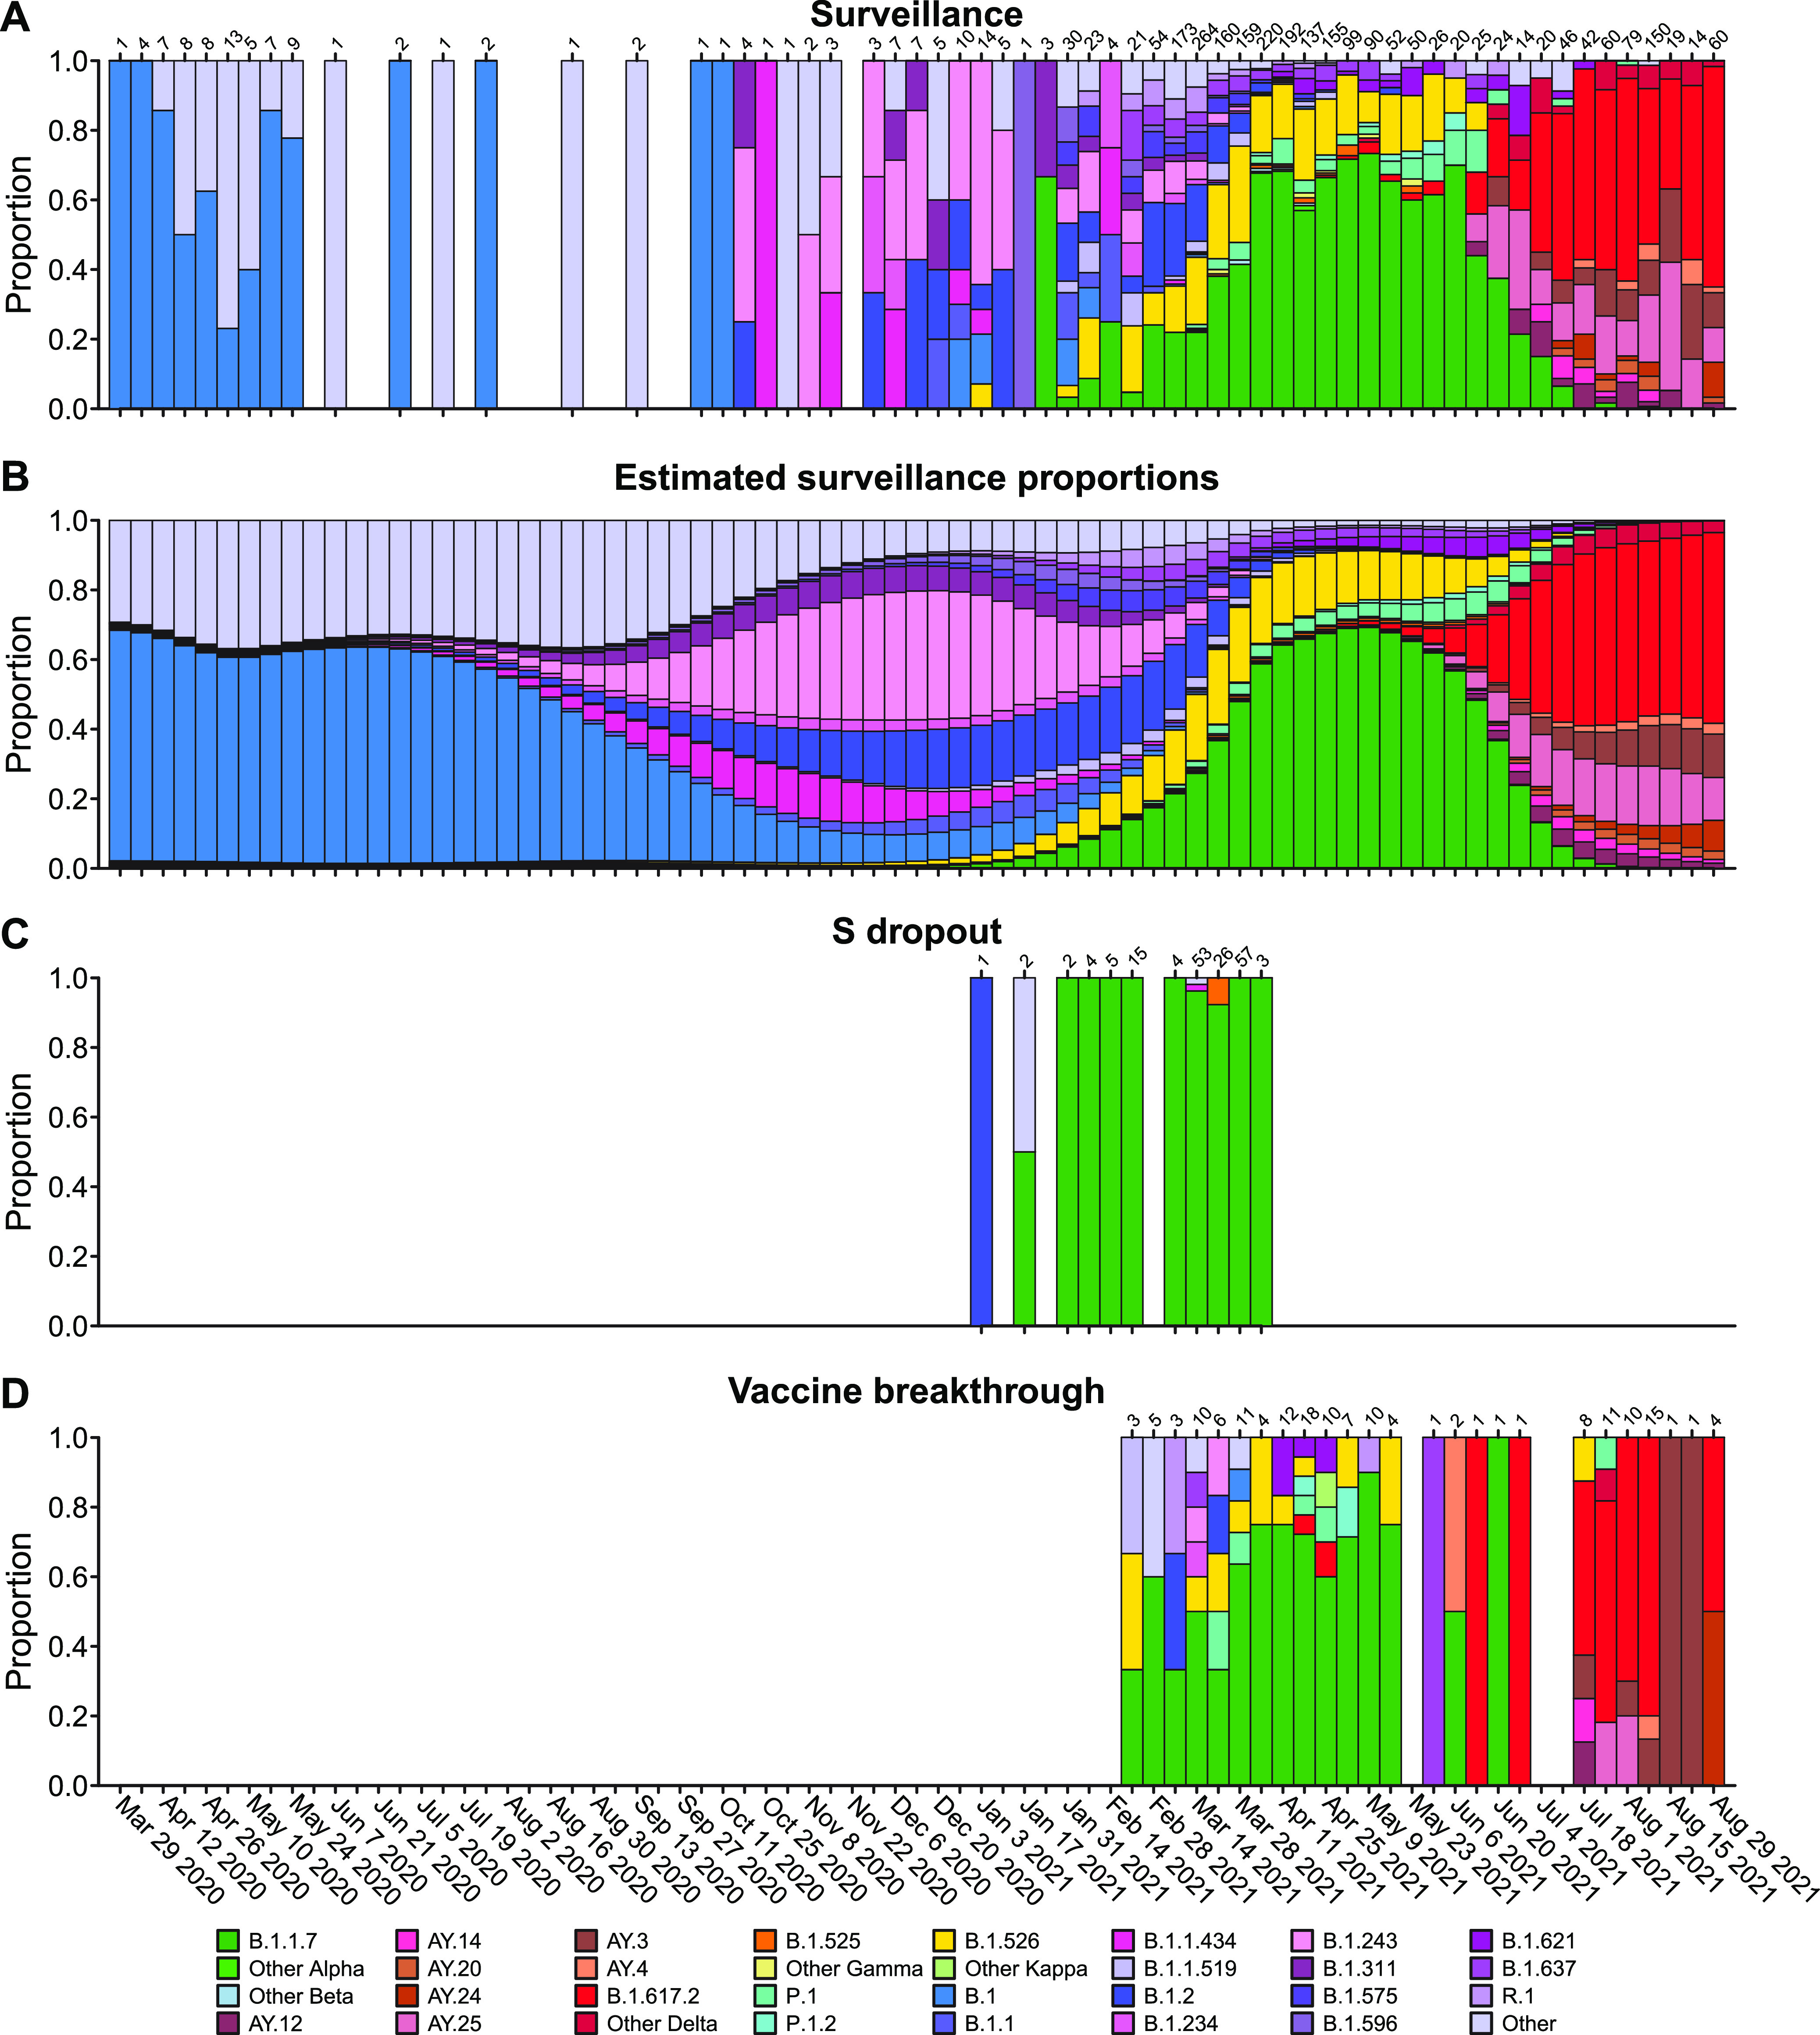 A
Surveillance
1 4 7 8 8 13 5 7 9 1 2 1 2 1 2 1 1 4 1 1 2 3 3 7 7 5 10 14 5 1 3 30 23 4 21 54 173 264 160 159 220 192 137 155 99 90 52 50 26 20 25 24 14 20 46 42 60 79 150 19 14 60
Proportion
1.0
0.8
0.6
0.4
0.2
0.0
B
Estimated surveillance proportions
Proportion
1.0
0.8
0.6
0.4
0.2
0.0
C
S dropout
1 2 2 4 5 15 4 53 26 57 3
Proportion
1.0
0.8
0.6
0.4
0.2
0.0
D
Vaccine breakthrough
3 5 3 10 6 11 4 12 18 10 7 10 4 1 2 1 1 1 8 11 10 15 1 1 4
Proportion
1.0
0.8
0.6
0.4
0.2
0.0
Mar 29 2020
Apr 12 2020
Apr 26 2020
May 10 2020
May 24 2020
Jun 7 2020
Jun 21 2020
Jul 5 2020
Jul 19 2020
Aug 2 2020
Aug 16 2020
Aug 30 2020
Sep 13 2020
Sep 27 2020
Oct 11 2020
Oct 25 2020
Nov 8 2020
Nov 22 2020
Dec 6 2020
Dec 20 2020
Jan 3 2021
Jan 17 2021
Jan 31 2021
Feb 14 2021
Feb 28 2021
Mar 14 2021
Mar 28 2021
Apr 11 2021
Apr 25 2021
May 9 2021
May 23 2021
Jun 6 2021
Jun 20 2021
Jul 4 2021
Jul 18 2021
Aug 1 2021
Aug 15 2021
Aug 29 2021
B.1.1.7 AY.14 AY.3 B.1.525 B.1.526 B.1.1.434 B.1.243 B.1.621
Other Alpha AY.20 AY.4 Other Gamma Other Kappa B.1.1.519 B.1.311 B.1.637
Other Beta AY.24 B.1.617.2 P.1 B.1 B.1.2 B.1.575 R.1
AY.12 AY.25 Other Delta P.1.2 B.1.1 B.1.234 B.1.596 Other